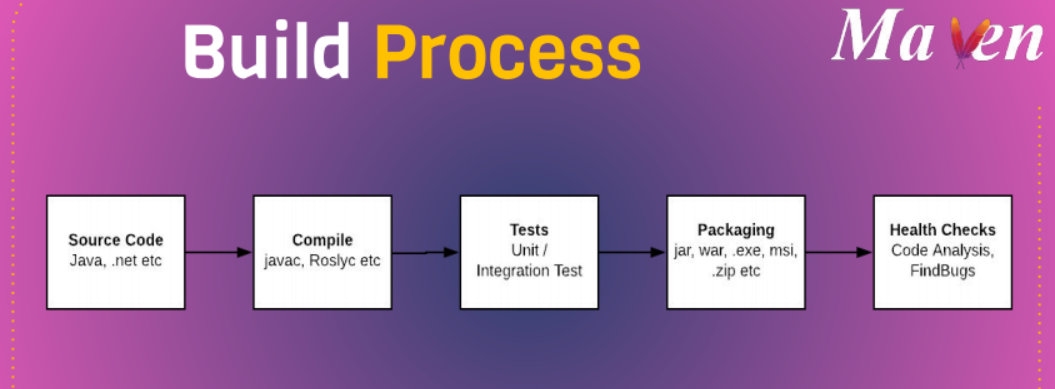 Build Process
Maven
Source Code
Java, .net etc
Compile
javac, Roslyc etc
Tests
Unit /
Integration Test
Packaging
jar, war, .exe, msi,
.zip etc
Health Checks
Code Analysis,
FindBugs